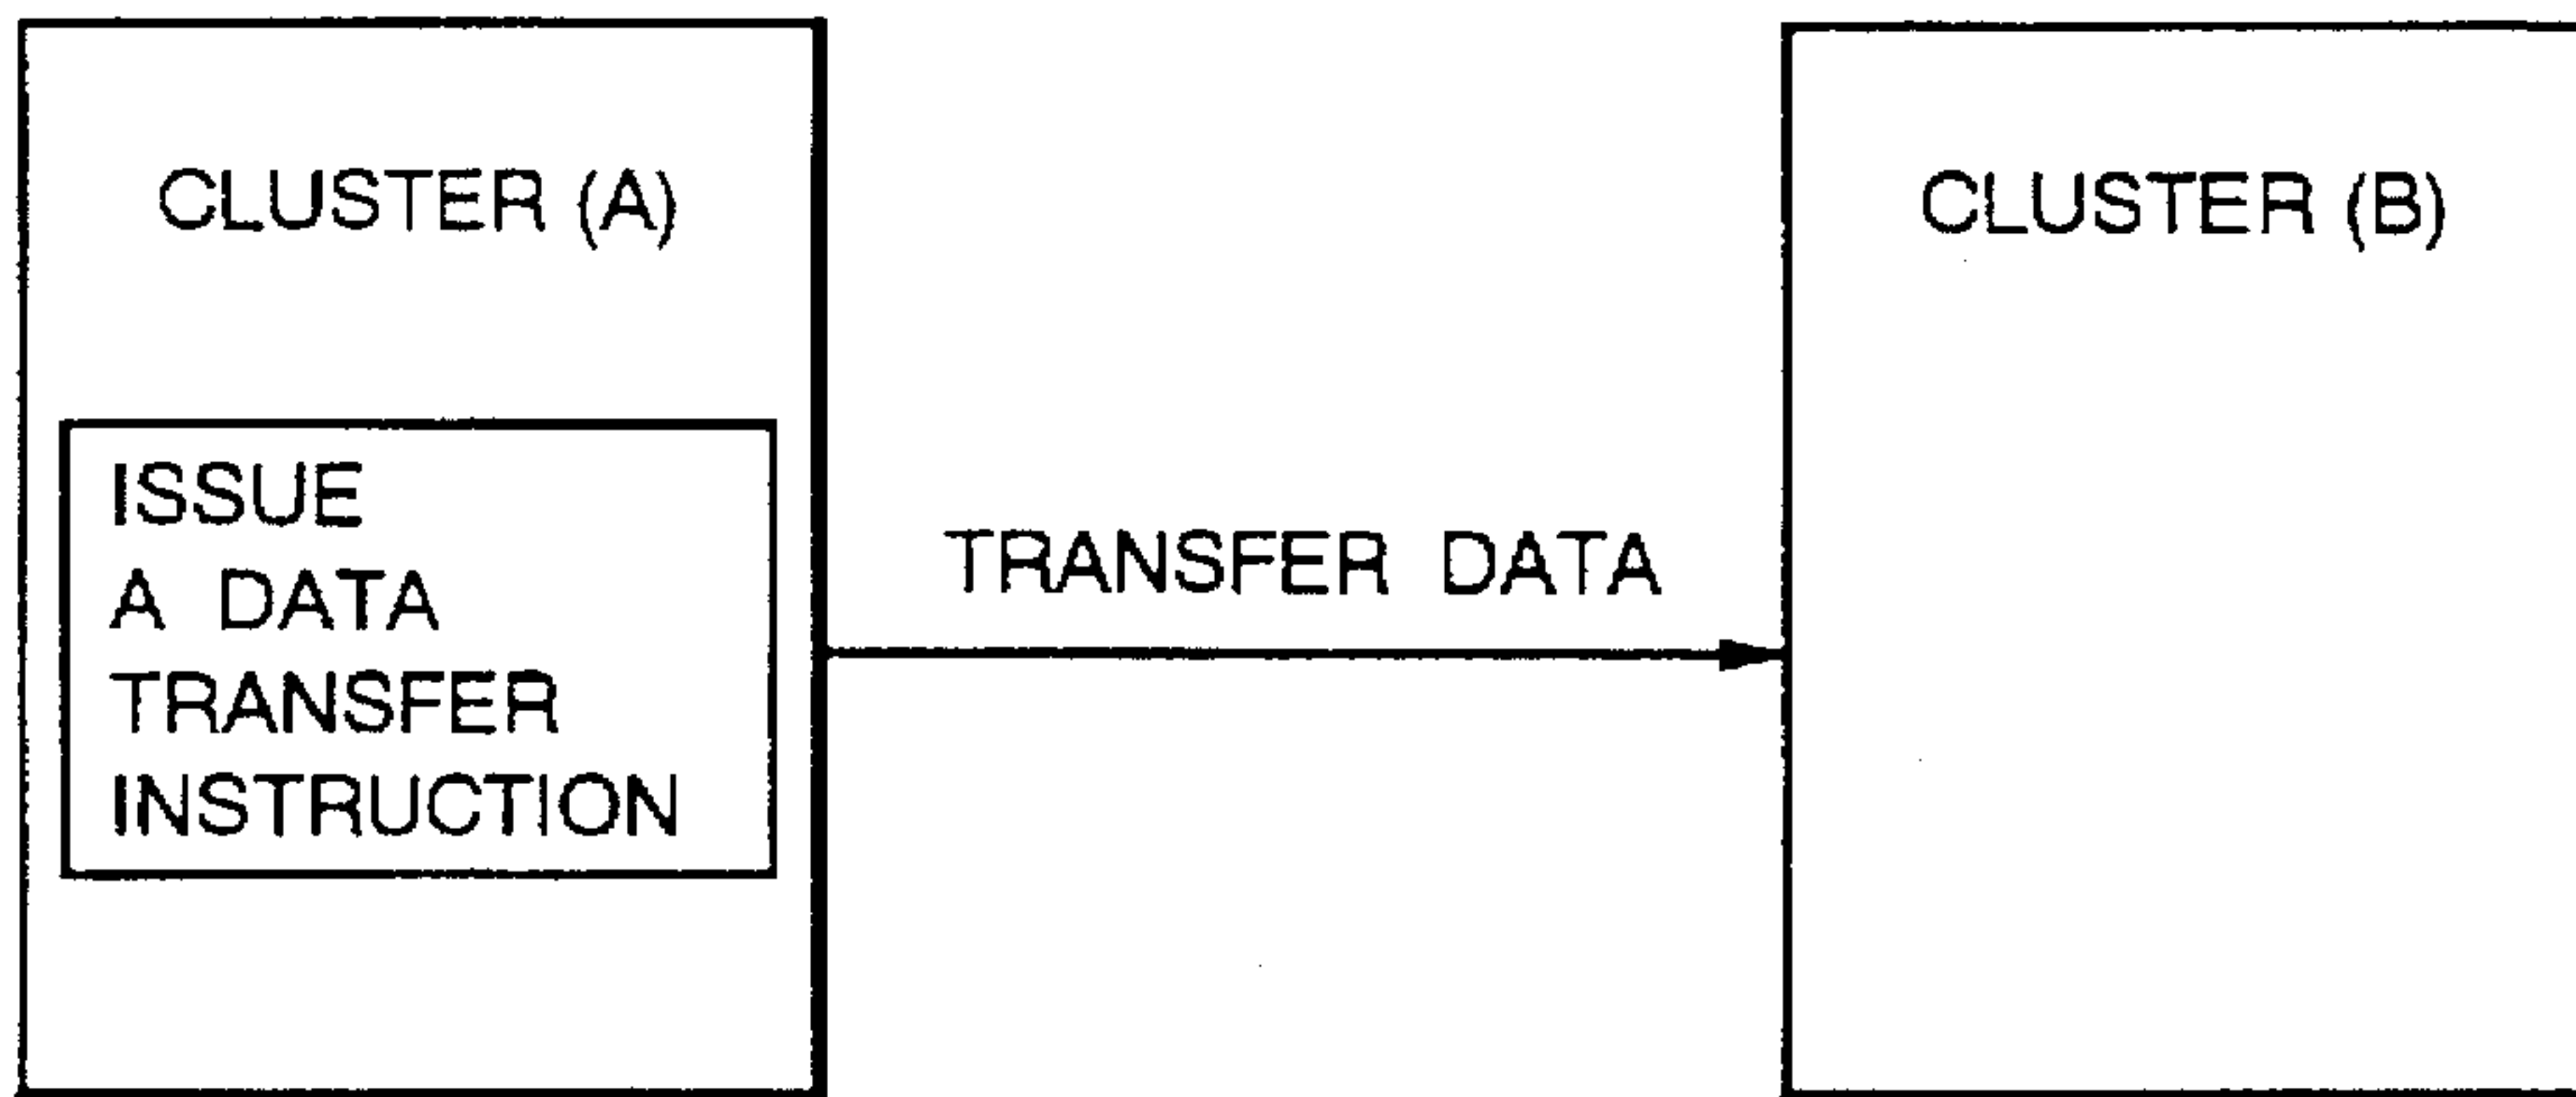 CLUSTER (A)
ISSUE
A DATA
TRANSFER
INSTRUCTION
TRANSFER DATA
CLUSTER (B)